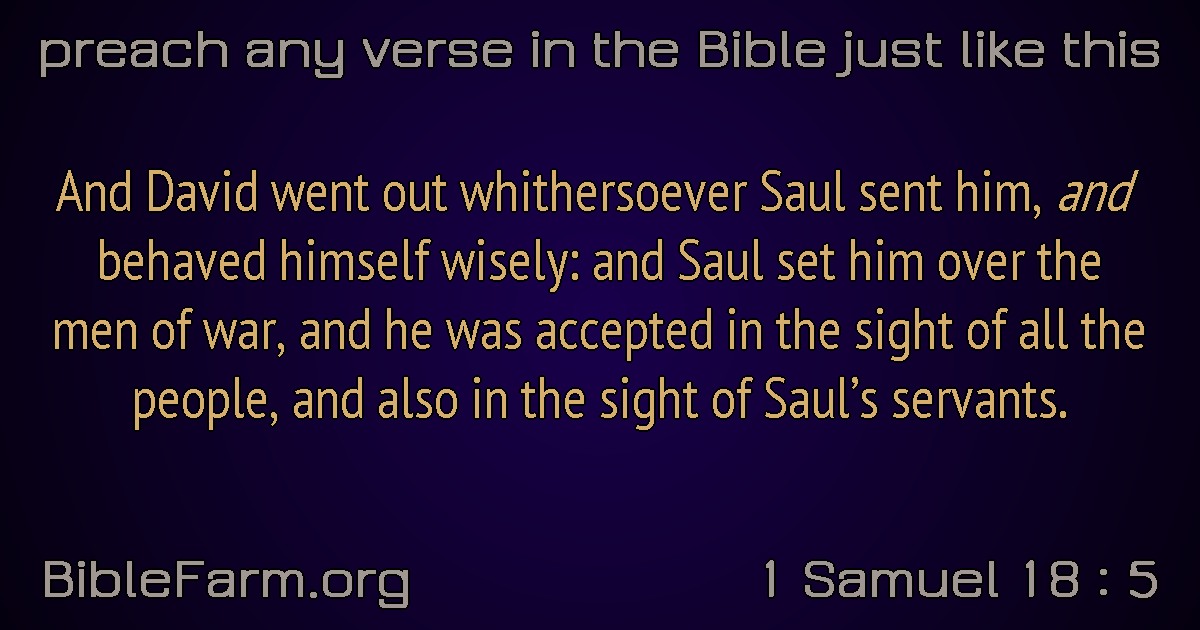 preach any verse in the Bible just like this
And David went out whithersoever Saul sent him, and
behaved himself wisely: and Saul set him over the
men of war, and he was accepted in the sight of all the
people, and also in the sight of Saul’s servants.
BibleFarm.org
1 Samuel 18 : 5